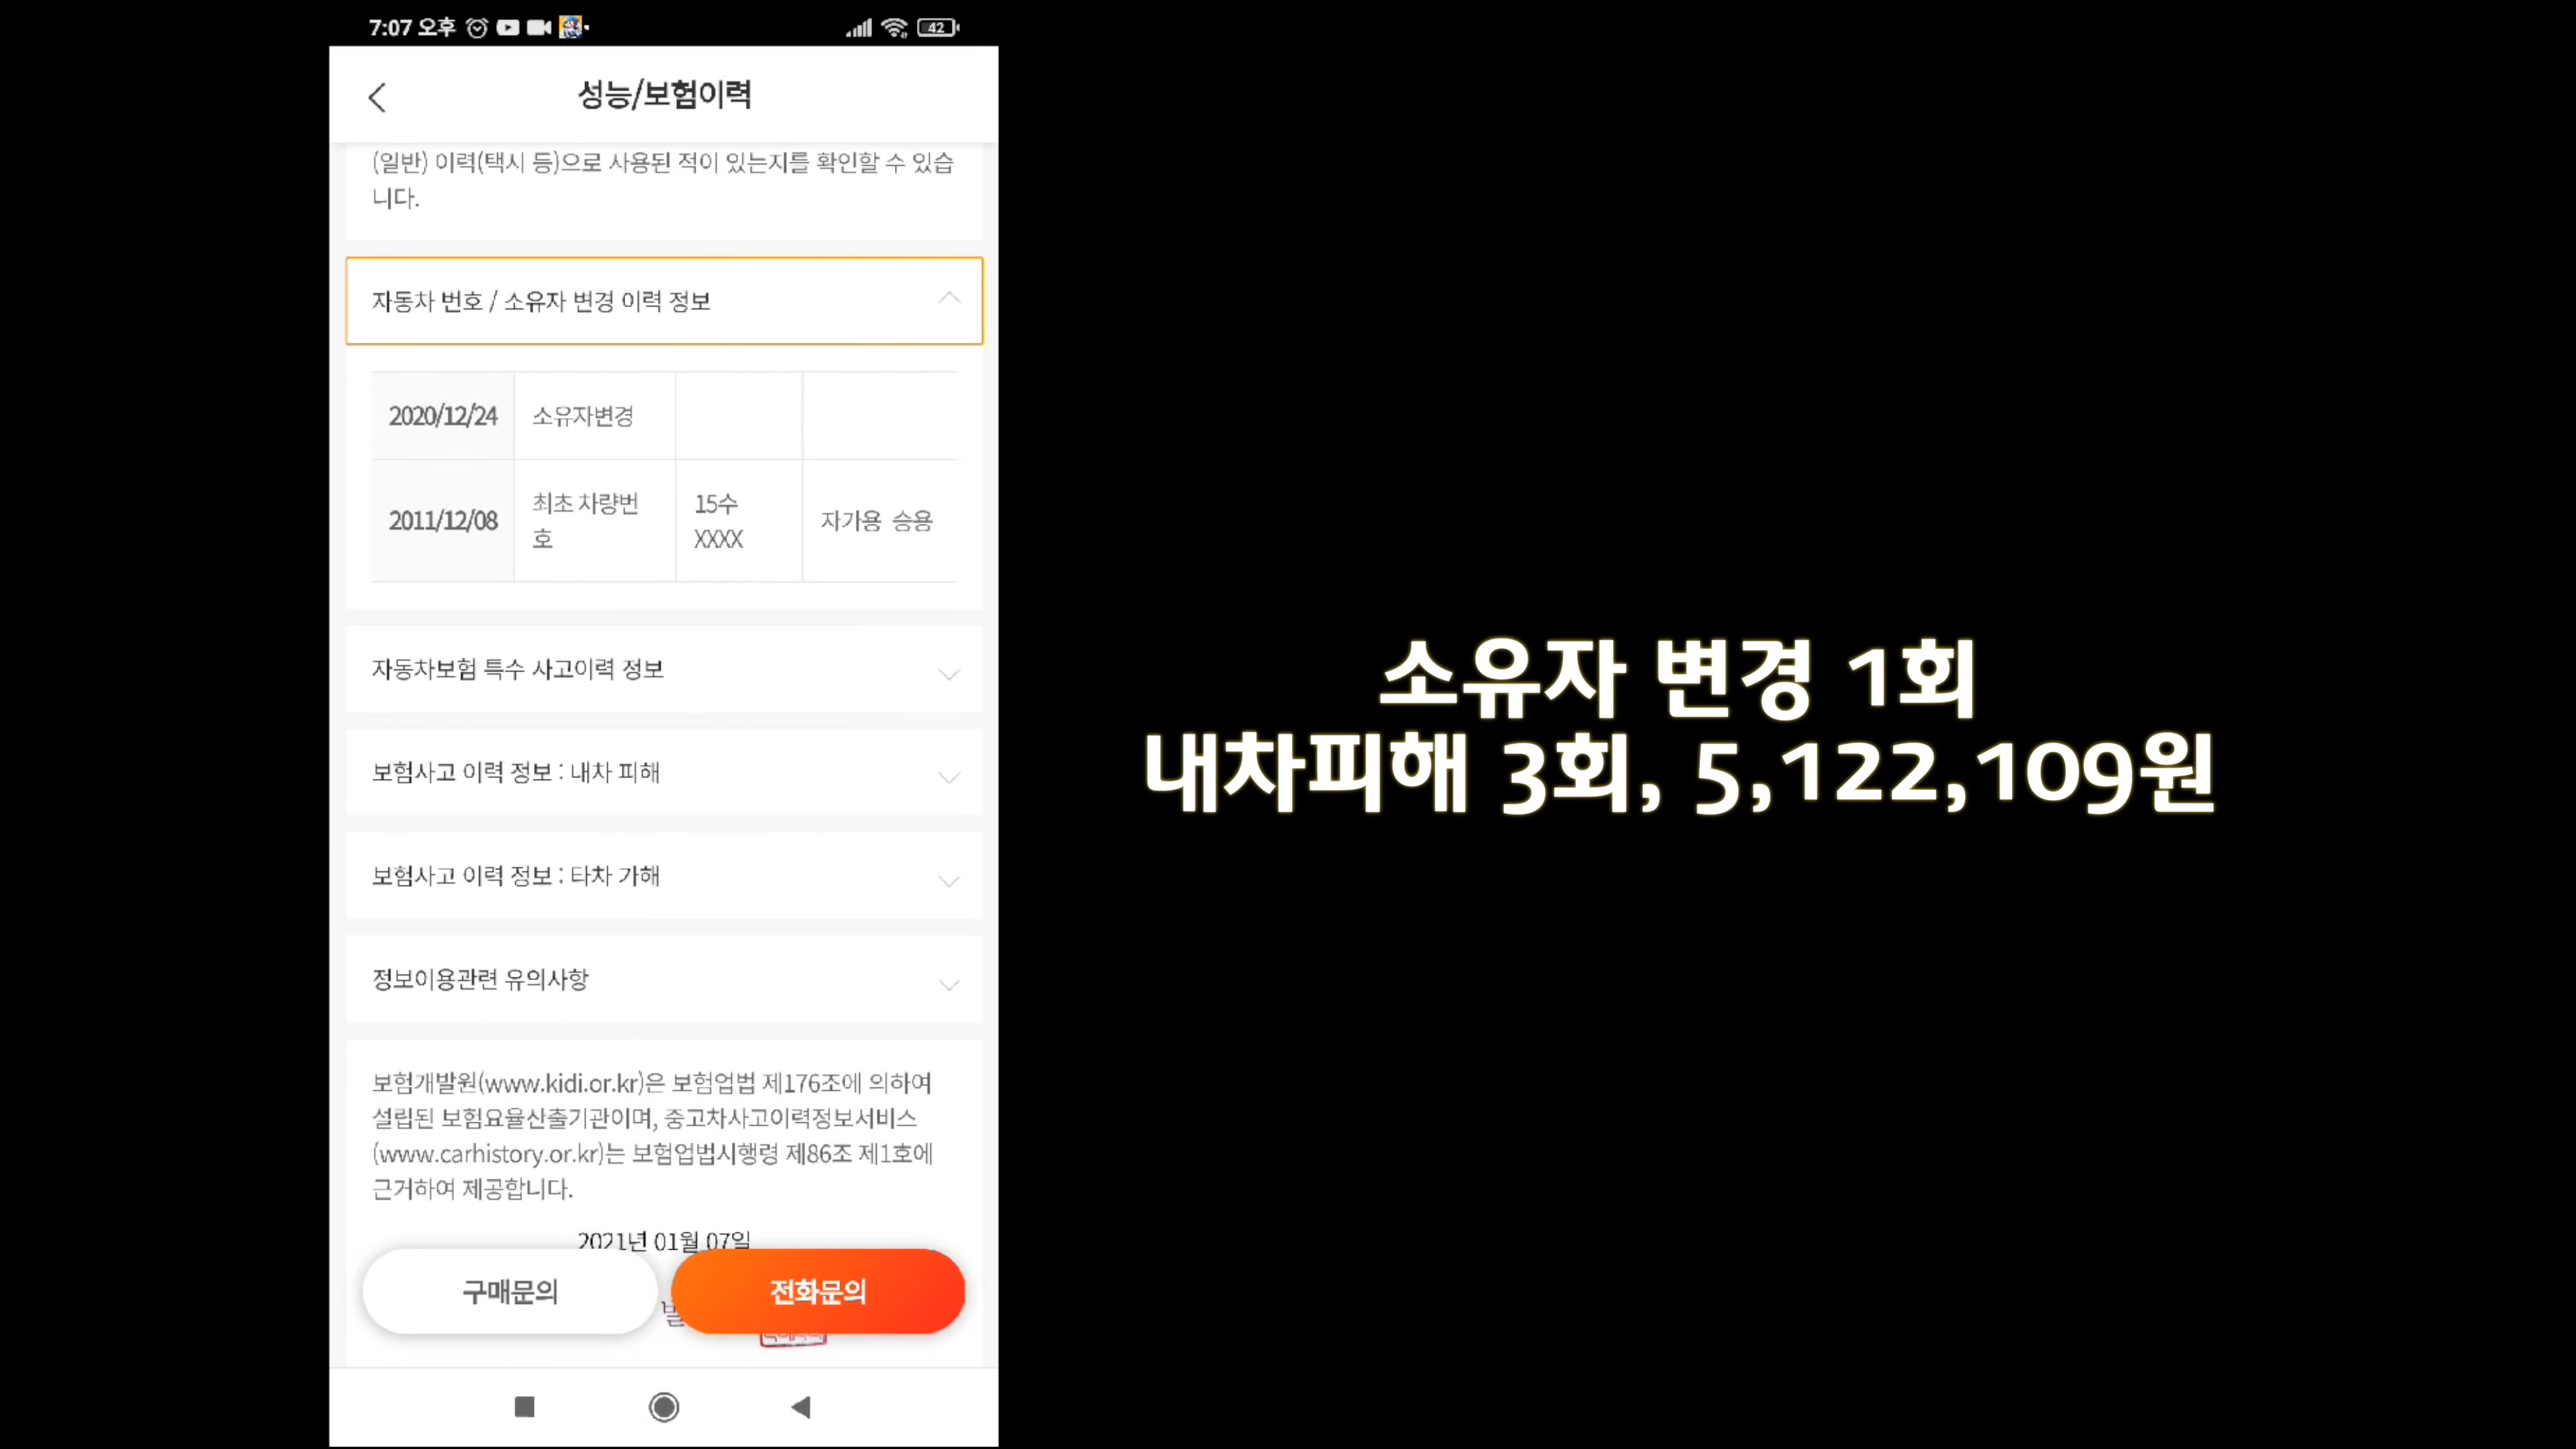 7:07 오후
42
성능/보험이력
(일반) 이력(택시 등)으로 사용된 적이 있는지를 확인할 수 있습
니다.
자동차 번호 / 소유자 변경 이력 정보
2020/12/24 소유자변경
2011/12/08 최초 차량번
호
15수
XXXX
자가용 승용
자동차보험 특수 사고이력 정보
보험사고 이력 정보 : 내차 피해
보험사고 이력 정보 : 타차 가해
정보이용관련 유의사항
보험개발원(www.kidi.or.kr)은 보험업법 제176조에 의하여
설립된 보험요율산출기관이며, 중고차사고이력정보서비스
(www.carhistory.or.kr)는 보험업법시행령 제86조 제1호에
근거하여 제공합니다.
2021년 01월 07일
구매문의
전화문의
소유자 변경 1회
내차피해 3회, 5,122,109원